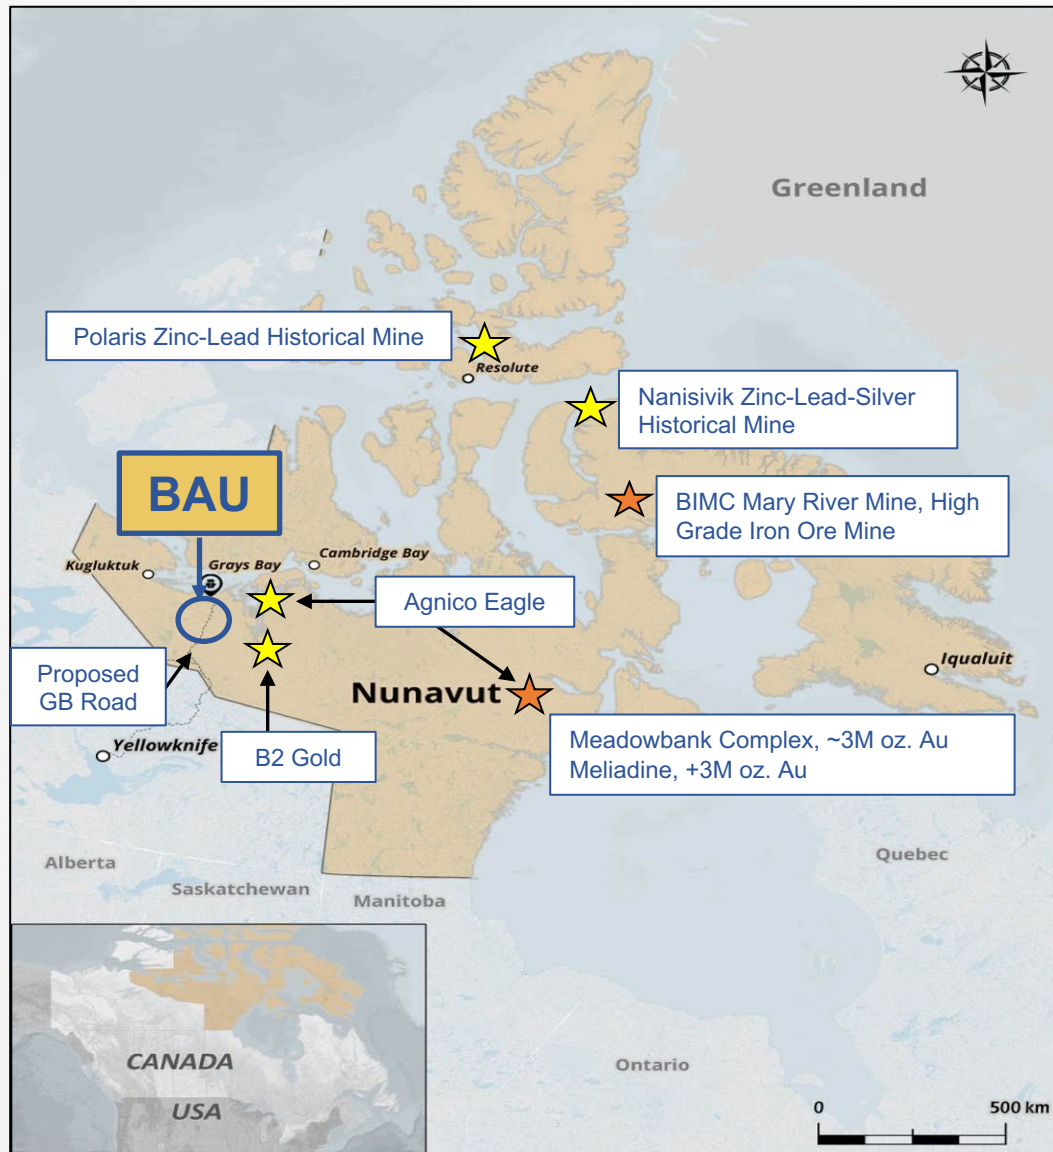 Greenland
Polaris Zinc-Lead Historical Mine
Resolute
Nanisivik Zinc-Lead-Silver
Historical Mine
BAU
BIMC Mary River Mine, High
Grade Iron Ore Mine
Kugluktuk
Grays Bay
Cambridge Bay
Agnico Eagle
Proposed
GB Road
Nunavut
Iqualuit
Yellowknife
B2 Gold
Meadowbank Complex, ~3M oz. Au
Meliadine, +3M oz. Au
Alberta
Saskatchewan
Manitoba
Quebec
CANADA
USA
Ontario
0
500 km